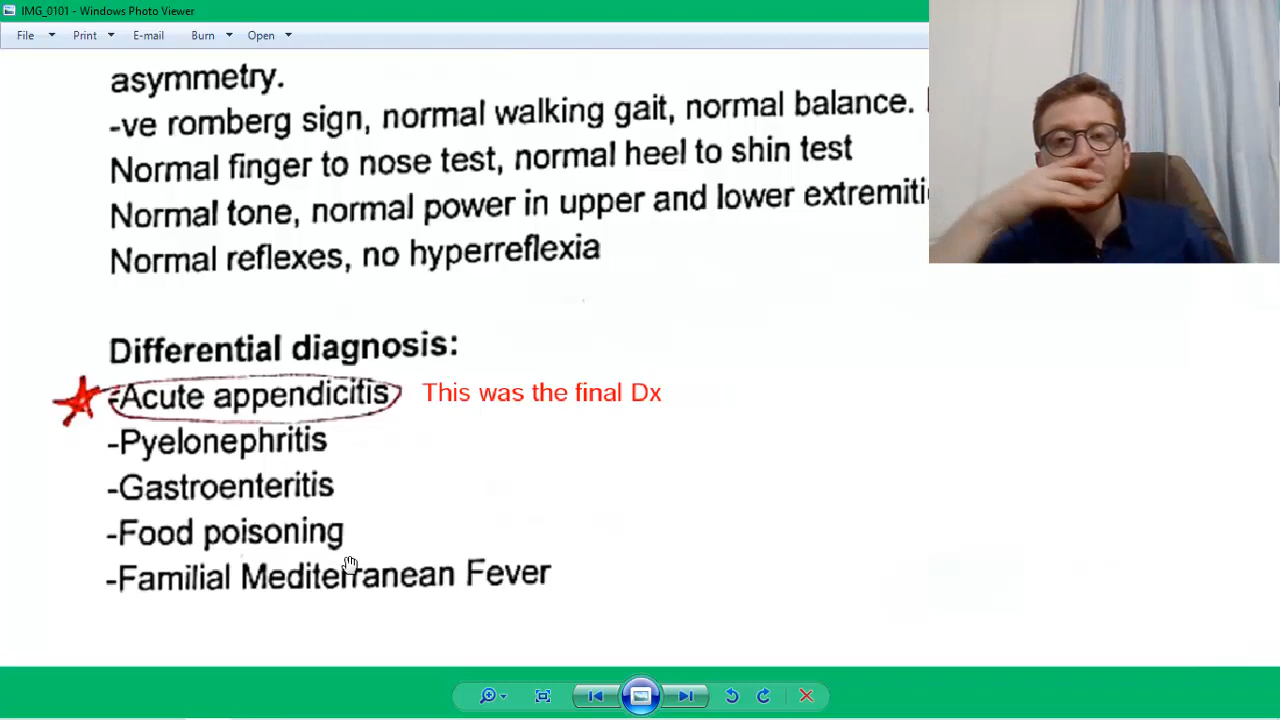 IMG_0101 - Windows Photo Viewer
File Print E-mail Burn Open
asymmetry.
-ve romberg sign, normal walking gait, normal balance.
Normal finger to nose test, normal heel to shin test
Normal tone, normal power in upper and lower extremiti
Normal reflexes, no hyperreflexia
Differential diagnosis:
-Acute appendicitis This was the final Dx
-Pyelonephritis
-Gastroenteritis
-Food poisoning
-Familial Mediterranean Fever